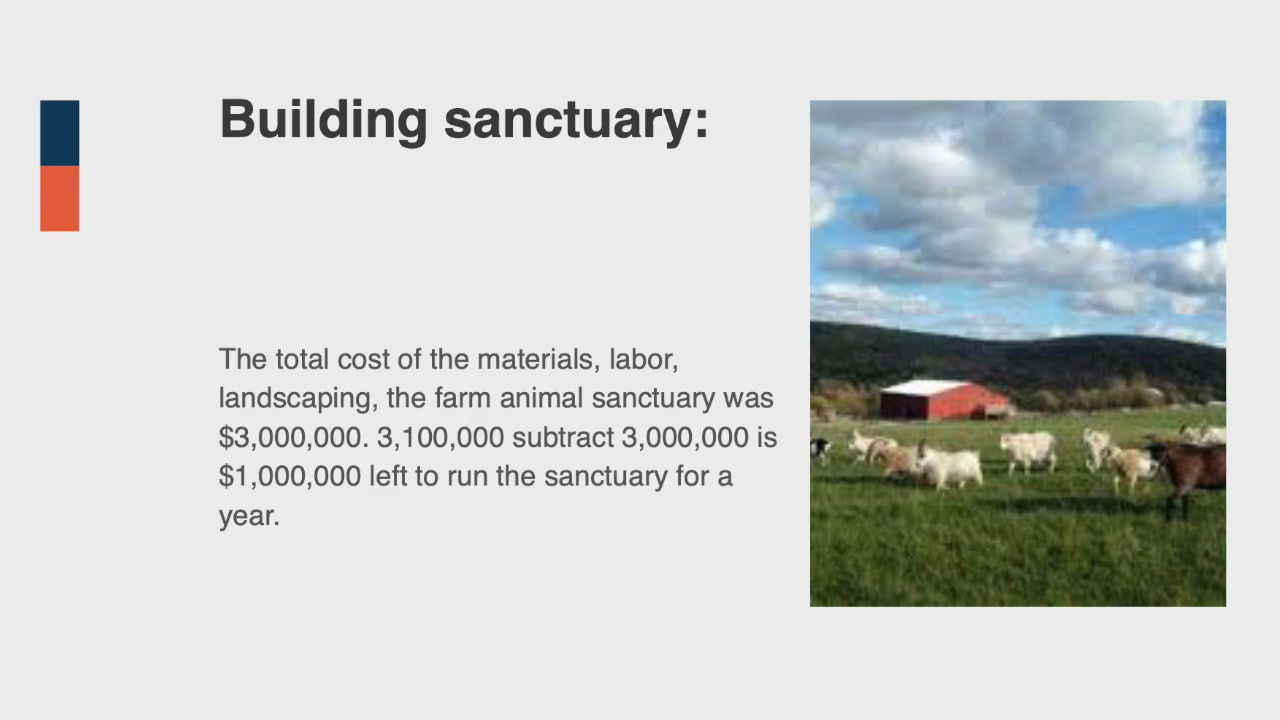 Building sanctuary:
The total cost of the materials, labor,
landscaping, the farm animal sanctuary was
$3,000,000. 3,100,000 subtract 3,000,000 is
$1,000,000 left to run the sanctuary for a
year.